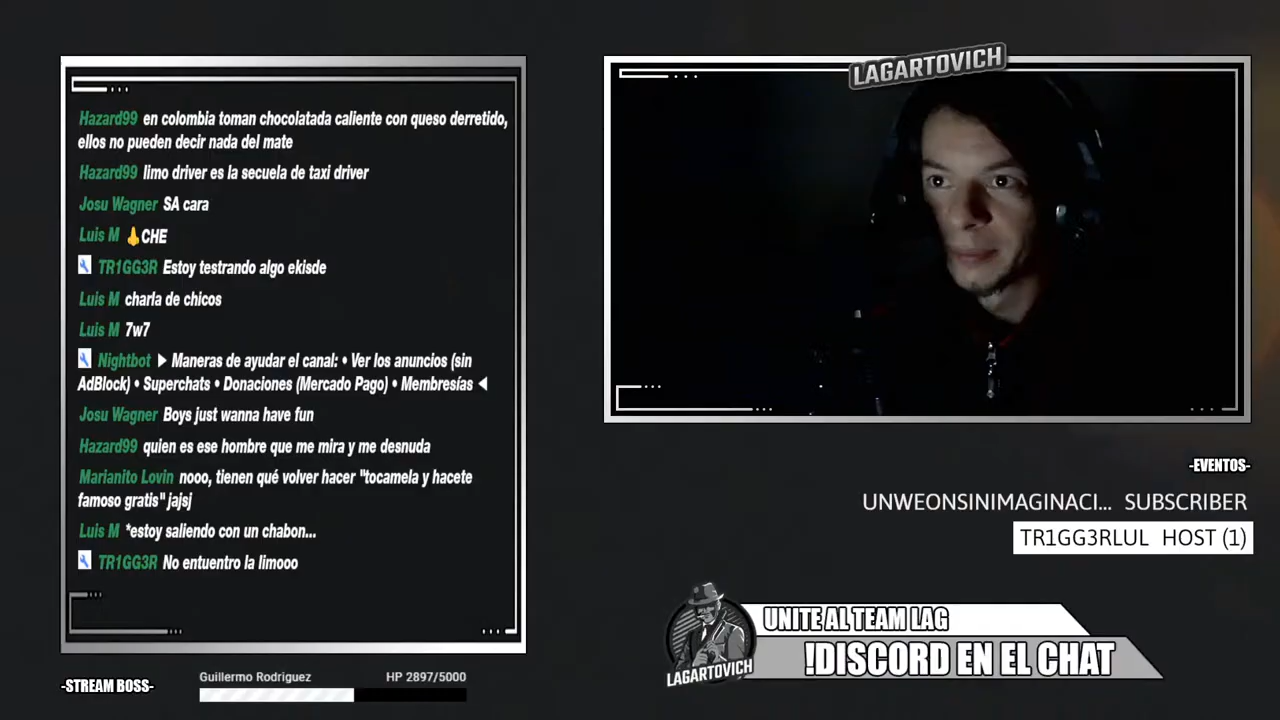 Hazard99 en colombia toman chocolatada caliente con queso derretido,
ellos no pueden decir nada del mate
Hazard99 limo driver es la secuela de taxi driver
Josu Wagner SA cara
Luis M 👃CHE
TR1GG3R Estoy testrando algo ekisde
Luis M charla de chicos
Luis M 7w7
Nightbot ► Maneras de ayudar el canal: • Ver los anuncios (sin
AdBlock) • Superchats • Donaciones (Mercado Pago) • Membresías ◄
Josu Wagner Boys just wanna have fun
Hazard99 quien es ese hombre que me mira y me desnuda
Marianito Lovin nooo, tienen qué volver hacer "tocamela y hacete
famoso gratis" jajsj
Luis M *estoy saliendo con un chabon...
TR1GG3R No entuentro la limooo
-STREAM BOSS-
Guillermo Rodriguez HP 2897/5000
LAGARTOVICH
-EVENTOS-
UNWEONSINIMAGINACI... SUBSCRIBER
TR1GG3RLUL HOST (1)
UNITE AL TEAM LAG
!DISCORD EN EL CHAT
LAGARTOVICH